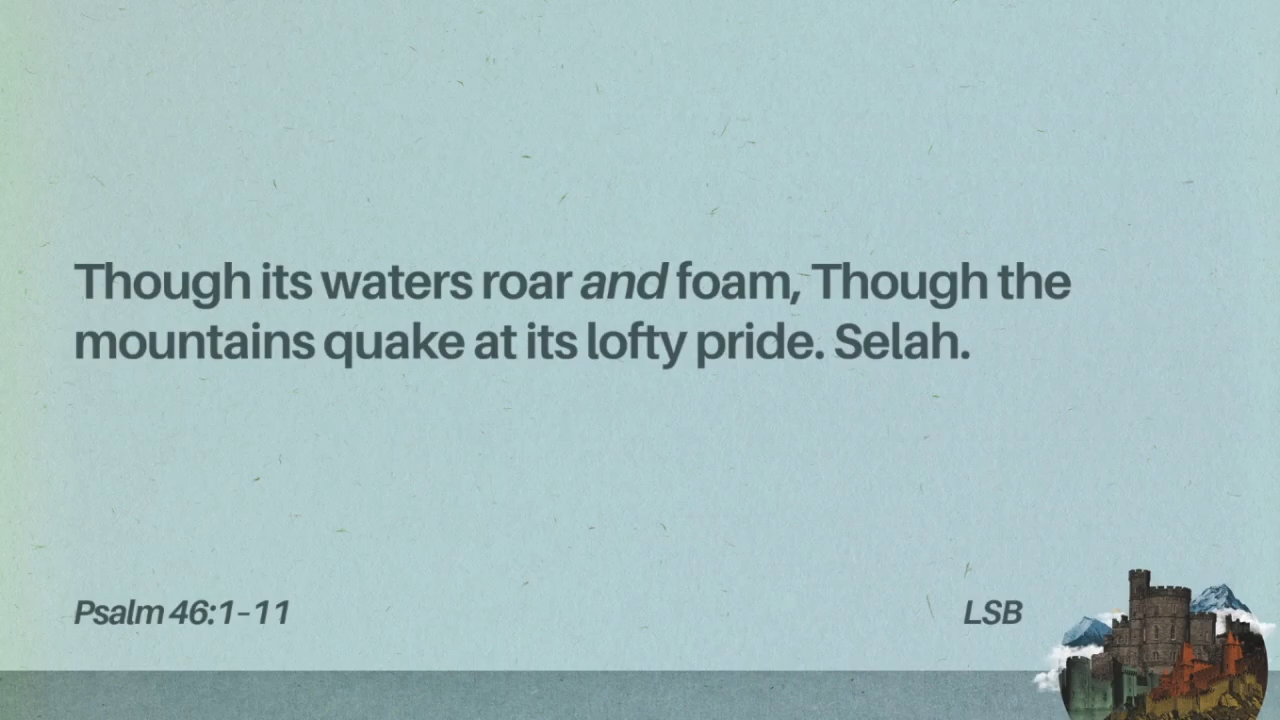 Though its waters roar and foam, Though the
mountains quake at its lofty pride. Selah.
Psalm 46:1–11
LSB